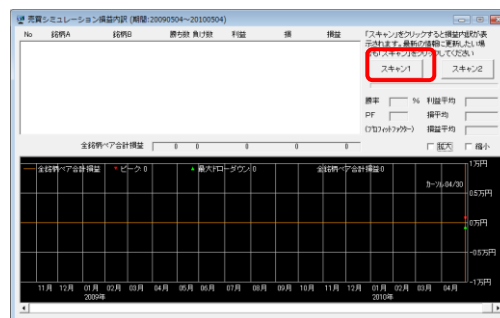 売買シミュレーション損益内訳 (期間:20090504～20100504)
No 銘柄A 銘柄B 勝ち数 負け数 利益 損 損益
「スキャン」をクリックすると損益内訳が表
示されます。最新の情報に更新したい場
合も「スキャン」をクリックしてください
スキャン1 スキャン2
勝率 % 利益平均
PF 損平均
(プロフィットファクター) 損益平均
全銘柄ペア合計損益 0 0 0 0 0
拡大 縮小
全銘柄ペア合計損益 ピーク:0 最大ドローダウン:0 全銘柄ペア合計損益:0
カーソル:04/30
1万円
0.5万円
0万円
-0.5万円
-1万円
11月 12月 01月 02月 03月 04月 05月 06月 07月 08月 09月 10月 11月 12月 01月 02月 03月 04月
2009年 2010年